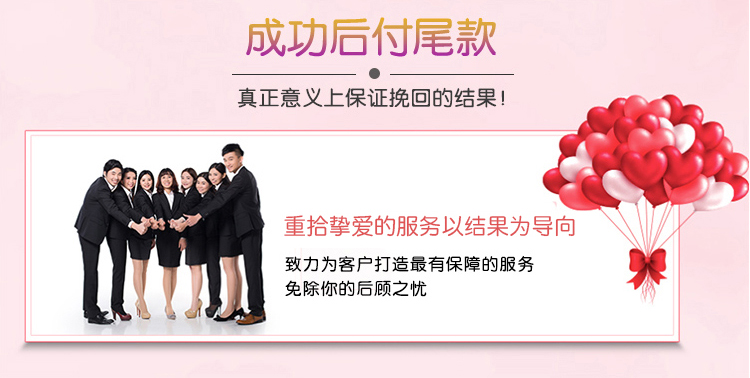 成功后付尾款
真正意义上保证挽回的结果!
重拾挚爱的服务以结果为导向
致力为客户打造最有保障的服务
免除你的后顾之忧